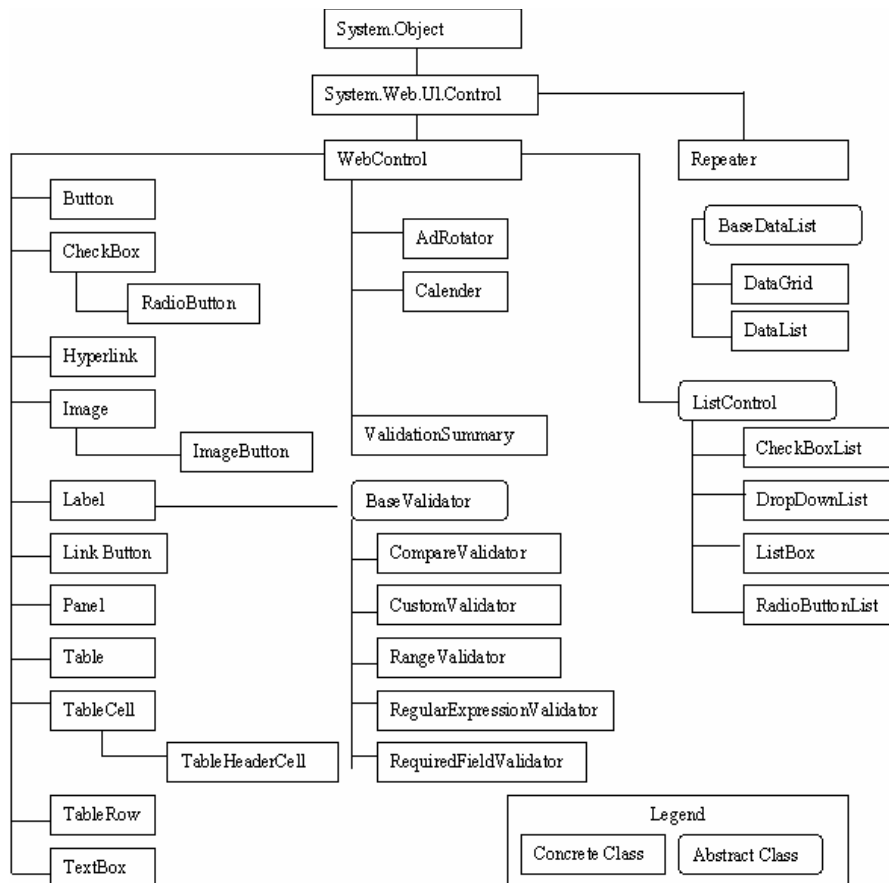 System.Object
System.Web.UI.Control
WebControl
Repeater
Button
CheckBox
RadioButton
Hyperlink
Image
ImageButton
Label
Link Button
Panel
Table
TableCell
TableHeaderCell
TableRow
TextBox
AdRotator
Calender
ValidationSummary
BaseValidator
CompareValidator
CustomValidator
RangeValidator
RegularExpressionValidator
RequiredFieldValidator
BaseDataList
DataGrid
DataList
ListControl
CheckBoxList
DropDownList
ListBox
RadioButtonList
Legend
Concrete Class
Abstract Class